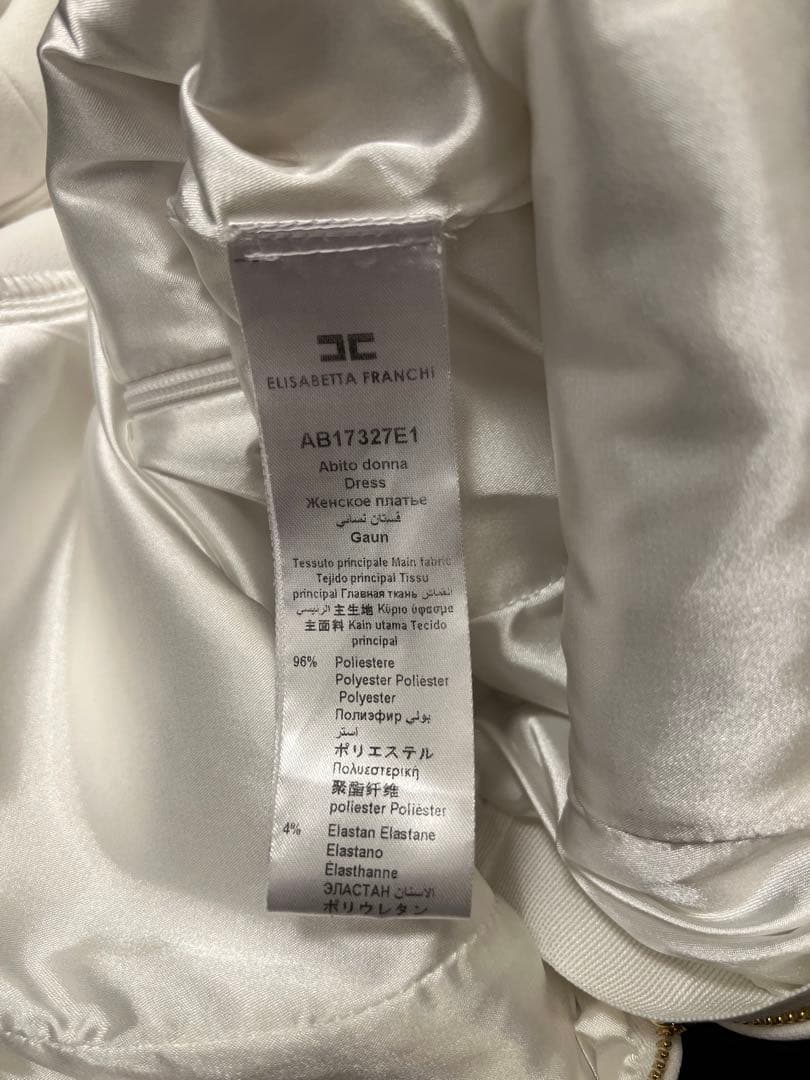 ELISABETTA FRANCHI
AB17327E1
Abito donna
Dress
Женское платье
فستان نسائي
Gaun
Tessuto principale Main fabric
Tejido principal Tissu
principal Главная ткань انقماش
الرئيسي 主生地 Κύριο ύφασμα
主面料 Kain utama Tecido
principal
96% Poliestere
Polyester Poliéster
Polyester
Полиэфир بولي
استر
ポリエステル
Πολυεστερική
聚酯纤维
poliester Poliéster
4% Elastan Elastane
Elastano
Élasthanne
ЭЛАСТАН الاستان
ポリウレタン